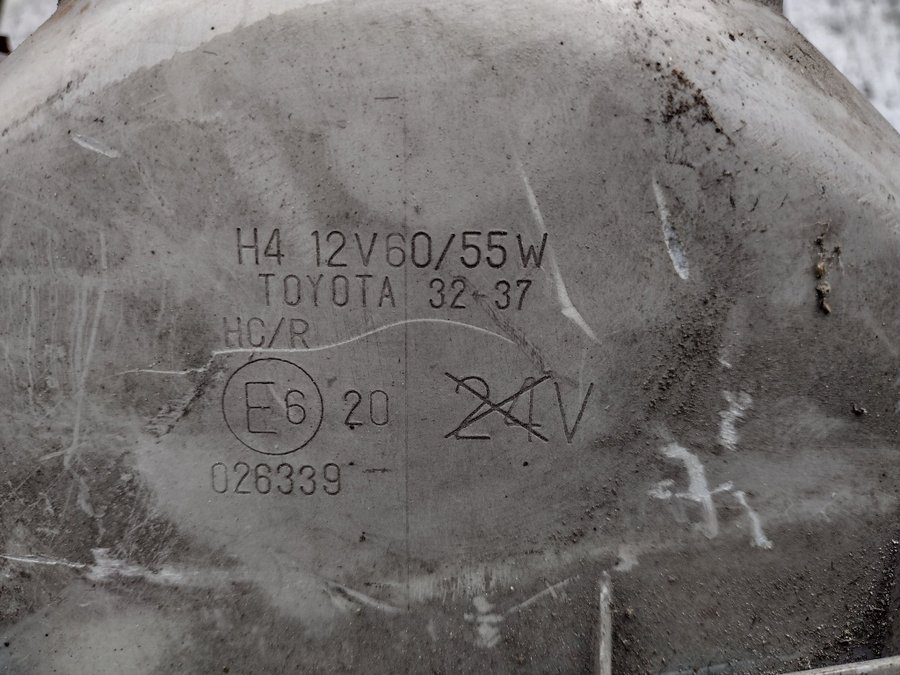 H4 12V60/55W
TOYOTA 32-37
HC/R
E6 20 24V
026339